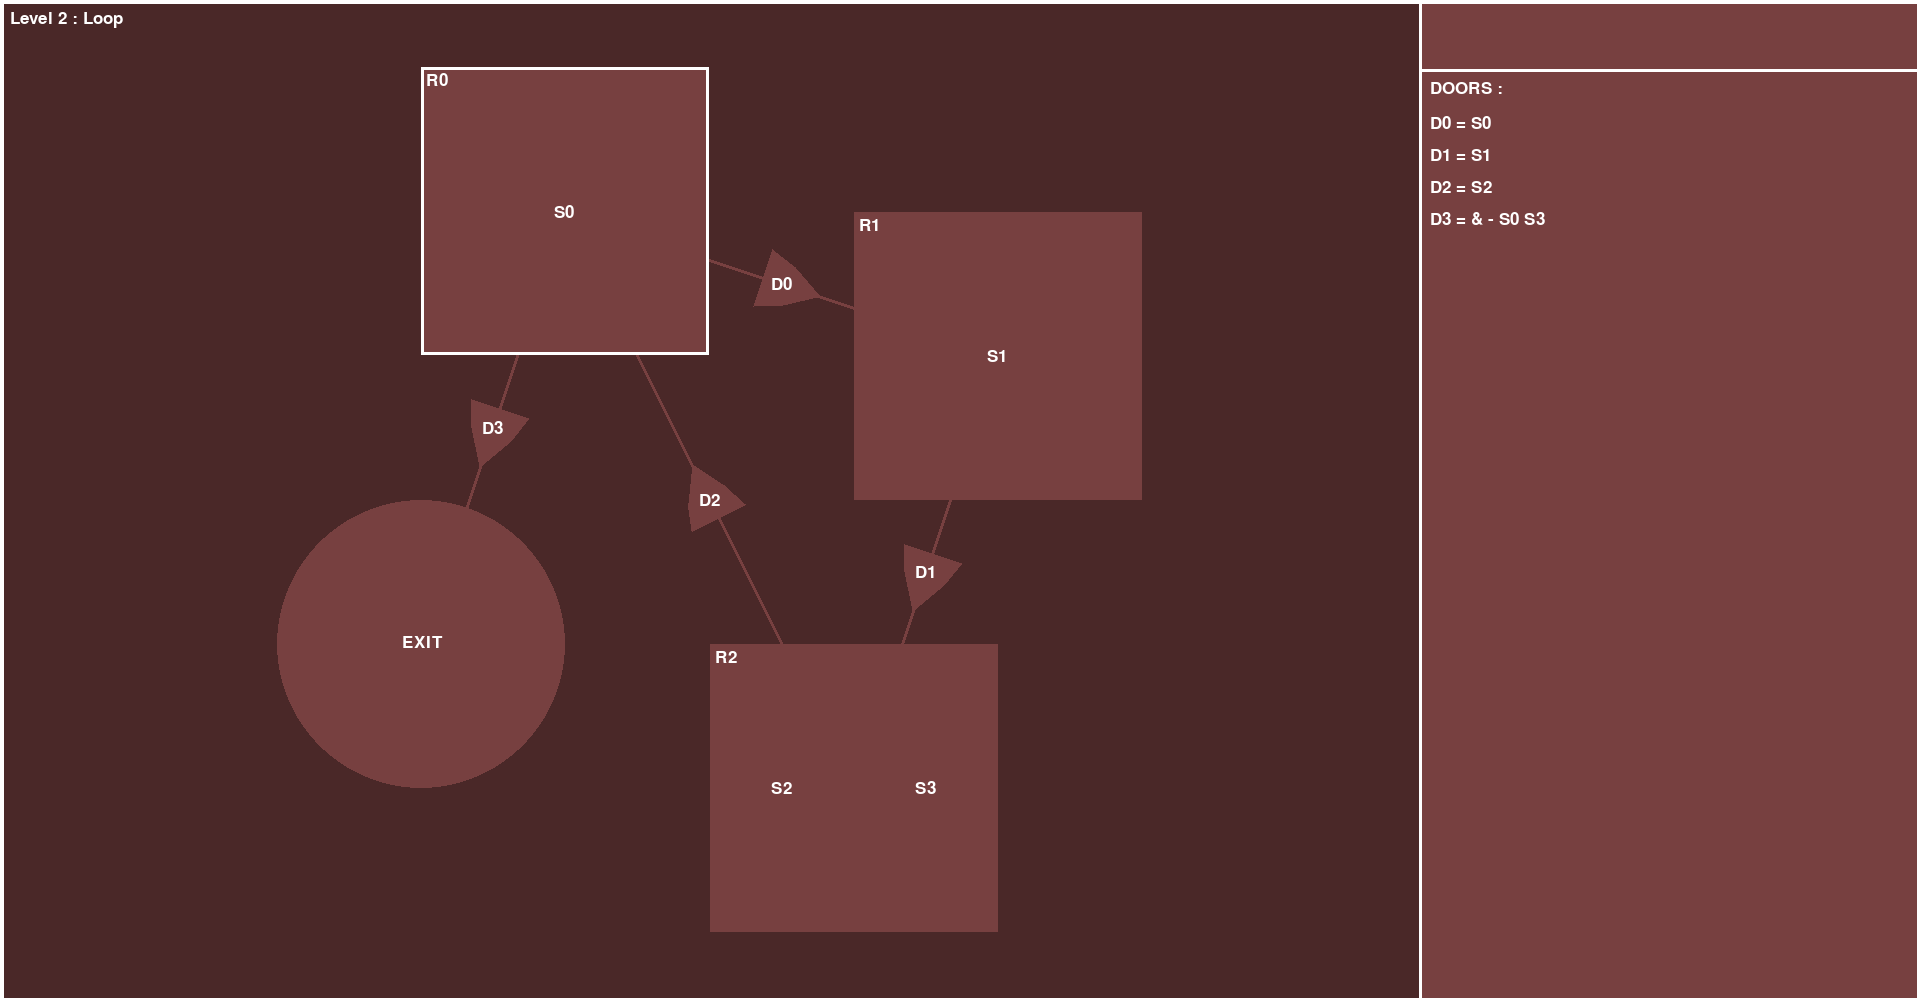 Level 2 : Loop
R0
S0
D0
R1
S1
D3
D2
D1
EXIT
R2
S2
S3
DOORS :
D0 = S0
D1 = S1
D2 = S2
D3 = & - S0 S3